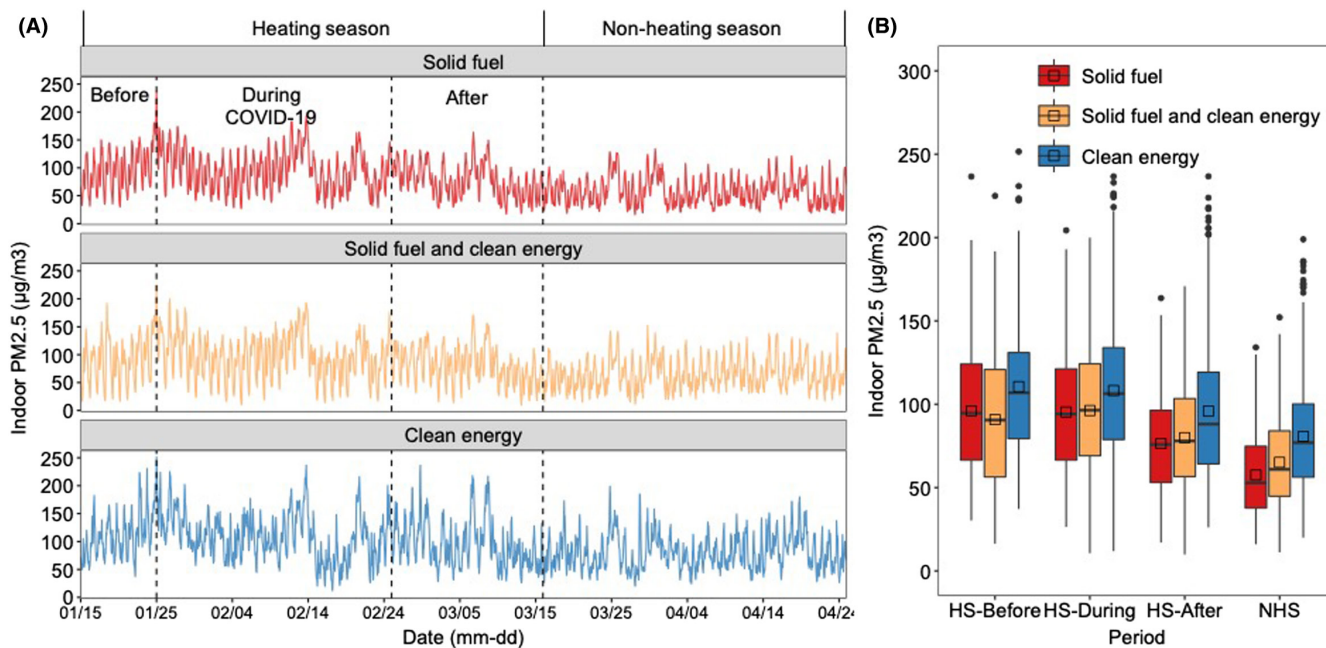 (A)
Heating season
Non-heating season
Solid fuel
Before
During
COVID-19
After
250
200
150
100
50
0
Solid fuel and clean energy
250
200
150
100
50
0
Clean energy
250
200
150
100
50
0
Indoor PM2.5 (μg/m3)
01/15 01/25 02/04 02/14 02/24 03/05 03/15 03/25 04/04 04/14 04/24
Date (mm-dd)
(B)
Solid fuel
Solid fuel and clean energy
Clean energy
300
250
200
150
100
50
0
Indoor PM2.5 (μg/m3)
HS-Before HS-During HS-After NHS
Period